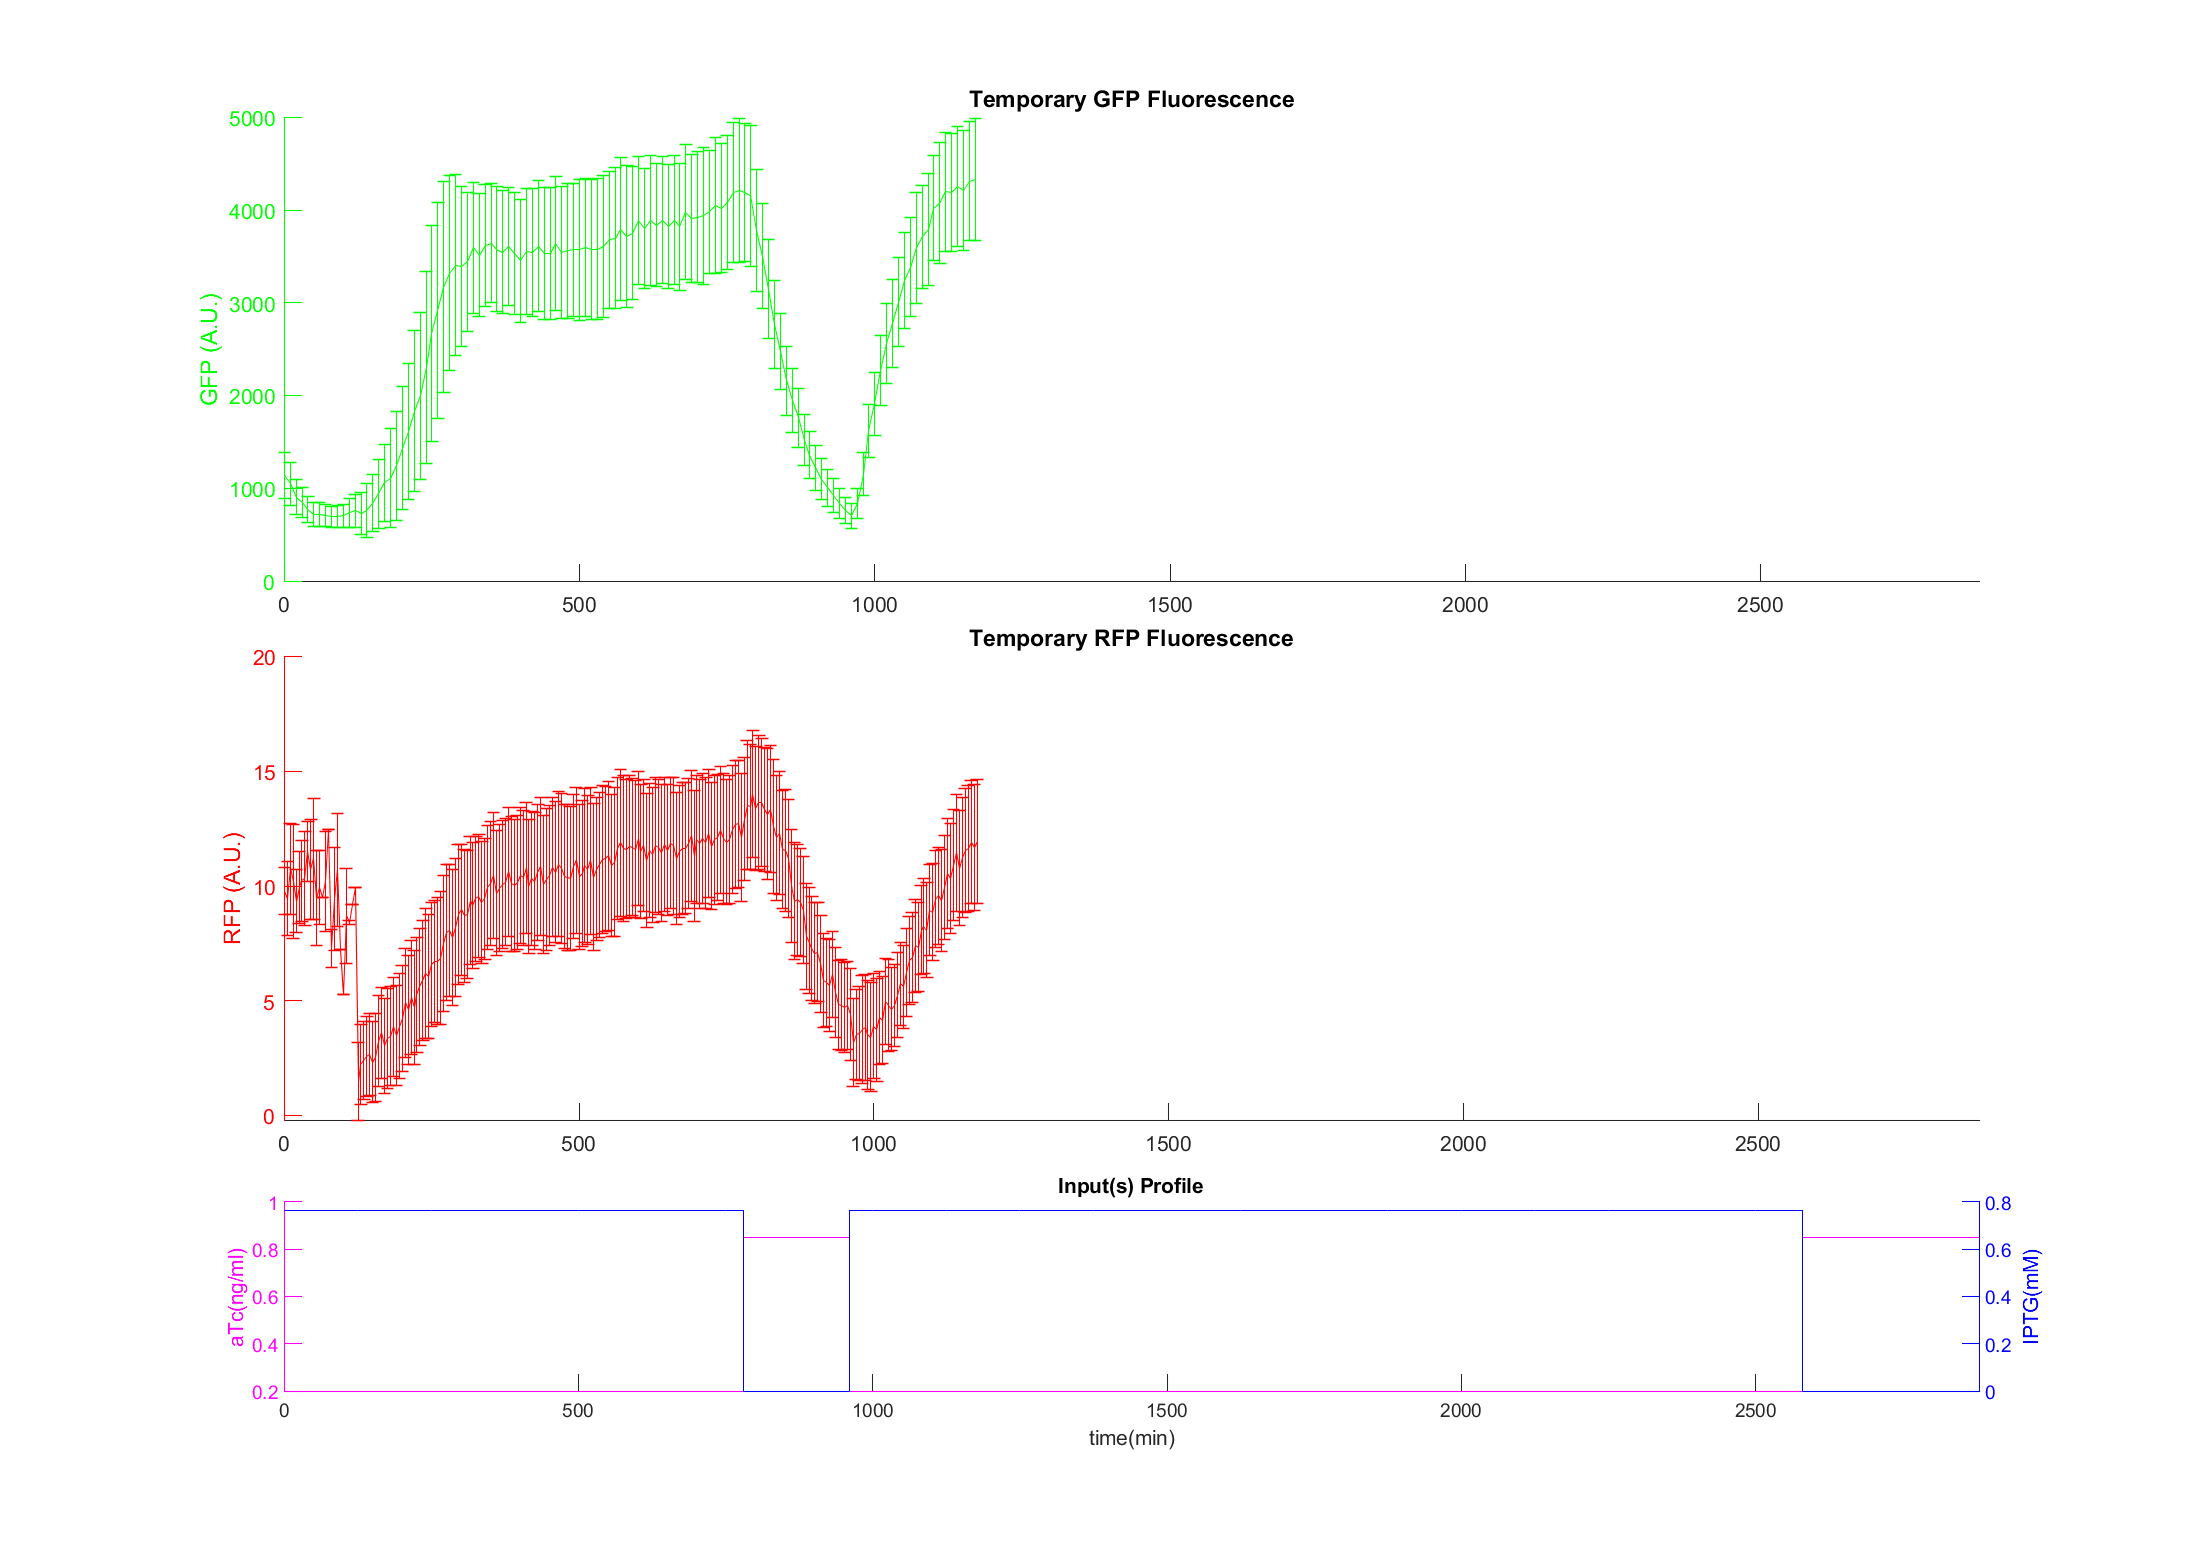 Temporary GFP Fluorescence
5000
4000
3000
2000
1000
0
GFP (A.U.)
0 500 1000 1500 2000 2500
Temporary RFP Fluorescence
20
15
10
5
0
RFP (A.U.)
0 500 1000 1500 2000 2500
Input(s) Profile
1
0.8
0.6
0.4
0.2
aTc(ng/ml)
0.8
0.6
0.4
0.2
0
IPTG(mM)
0 500 1000 1500 2000 2500
time(min)